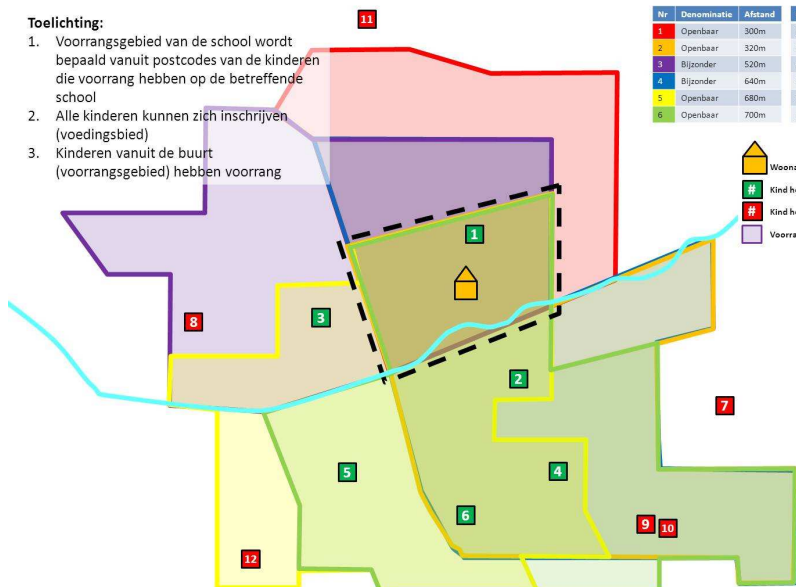 Toelichting:
1. Voorrangsgebied van de school wordt
bepaald vanuit postcodes van de kinderen
die voorrang hebben op de betreffende
school
2. Alle kinderen kunnen zich inschrijven
(voedingsbied)
3. Kinderen vanuit de buurt
(voorrangsgebied) hebben voorrang
Nr Denominatie Afstand
1 Openbaar 300m
2 Openbaar 320m
3 Bijzonder 520m
4 Bijzonder 640m
5 Openbaar 680m
6 Openbaar 700m
# Kind
# Kind
11
1
8
3
2
7
5
4
6
9
10
12